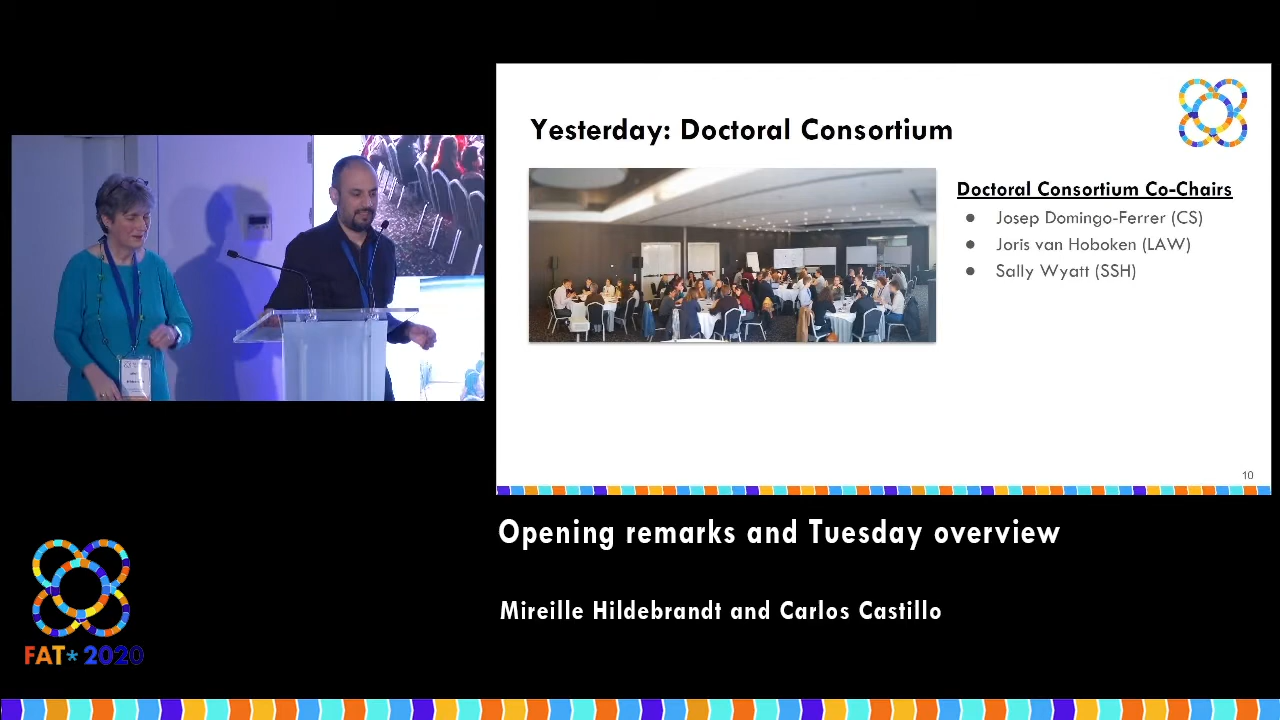 Yesterday: Doctoral Consortium
Doctoral Consortium Co-Chairs
● Josep Domingo-Ferrer (CS)
● Joris van Hoboken (LAW)
● Sally Wyatt (SSH)
10
Opening remarks and Tuesday overview
Mireille Hildebrandt and Carlos Castillo
FAT* 2020